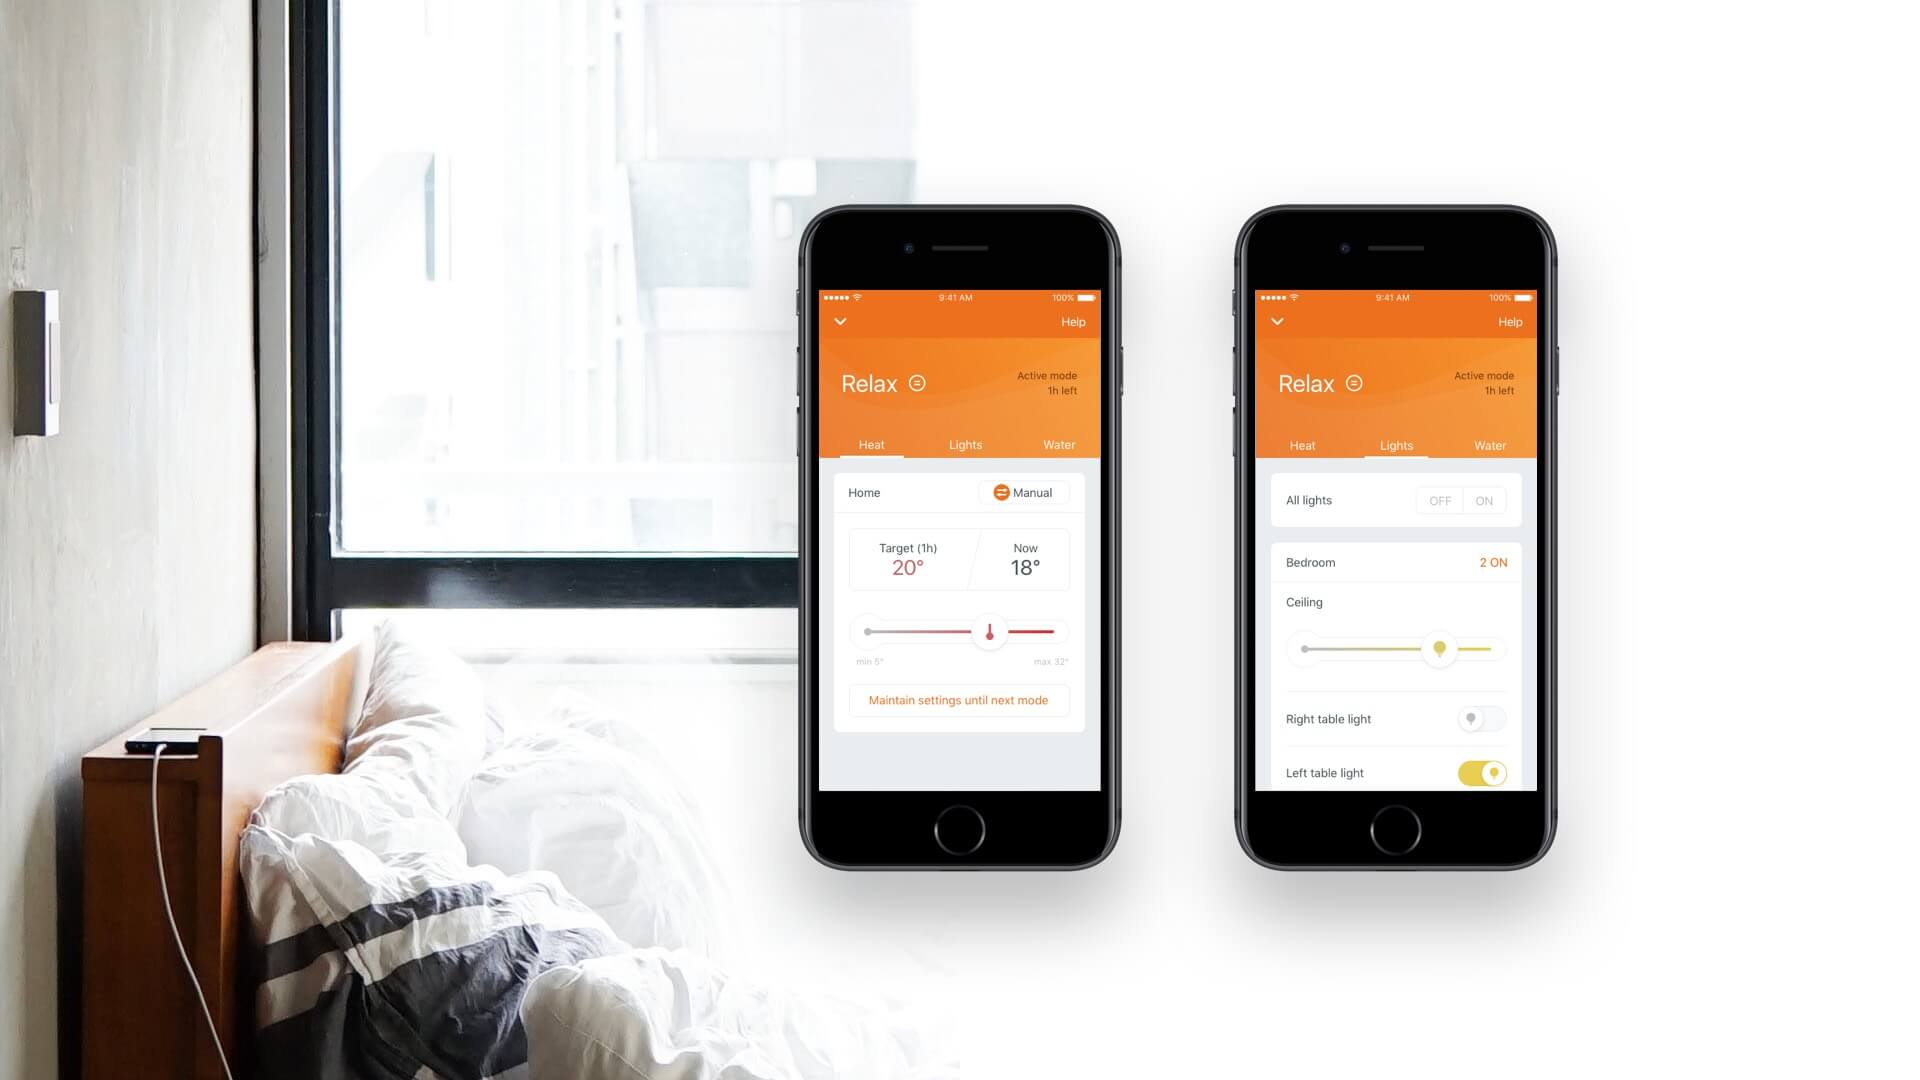 9:41 AM
100%
Help
Relax
Active mode
1h left
Heat
Lights
Water
Home
Manual
Target (1h)
20°
Now
18°
min 5°
max 32°
Maintain settings until next mode
9:41 AM
100%
Help
Relax
Active mode
1h left
Heat
Lights
Water
All lights
OFF
ON
Bedroom
2 ON
Ceiling
Right table light
Left table light